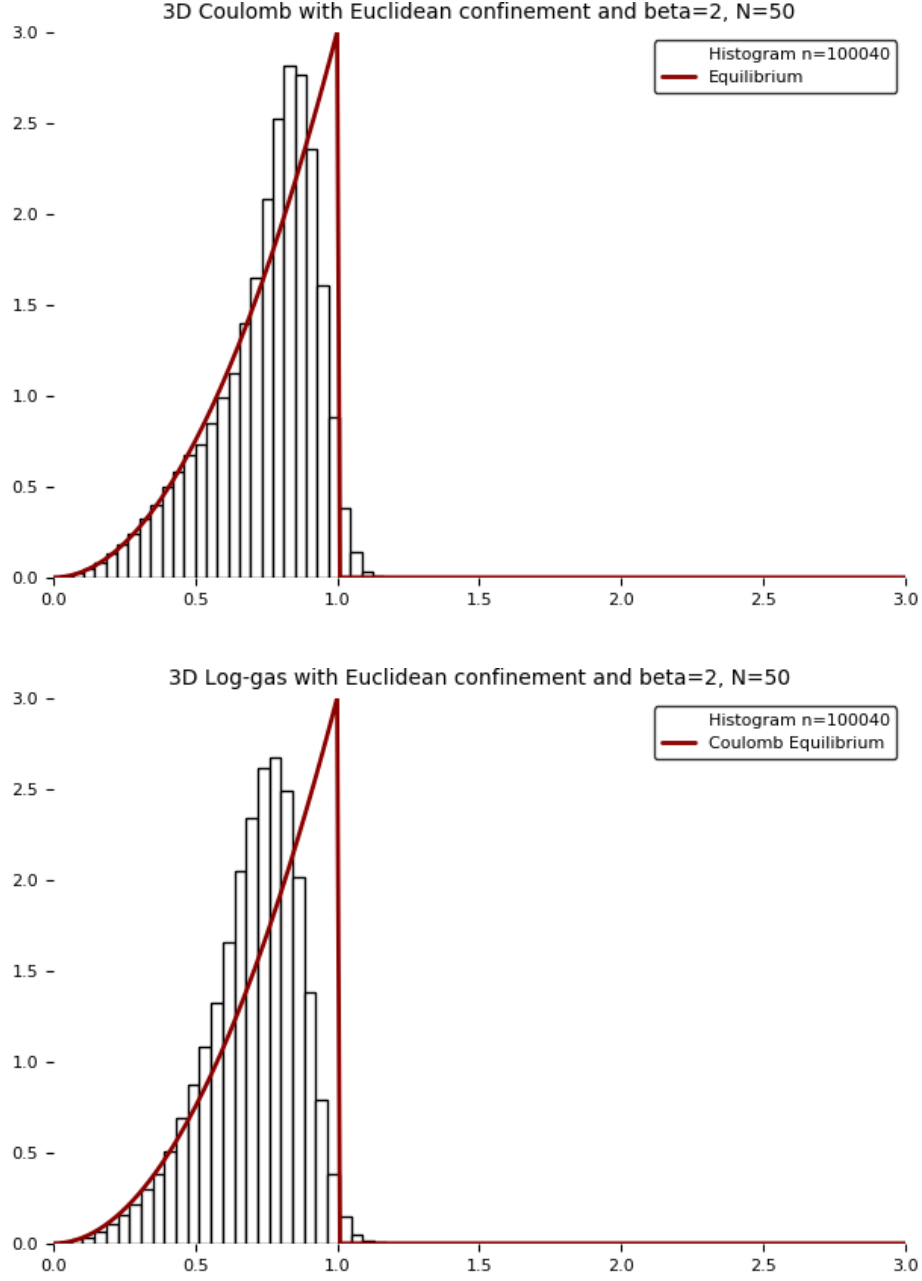 3D Coulomb with Euclidean confinement and beta=2, N=50
3.0
Histogram n=100040
Equilibrium
2.5
2.0
1.5
1.0
0.5
0.0
0.0 0.5 1.0 1.5 2.0 2.5 3.0
3D Log-gas with Euclidean confinement and beta=2, N=50
3.0
Histogram n=100040
Coulomb Equilibrium
2.5
2.0
1.5
1.0
0.5
0.0
0.0 0.5 1.0 1.5 2.0 2.5 3.0